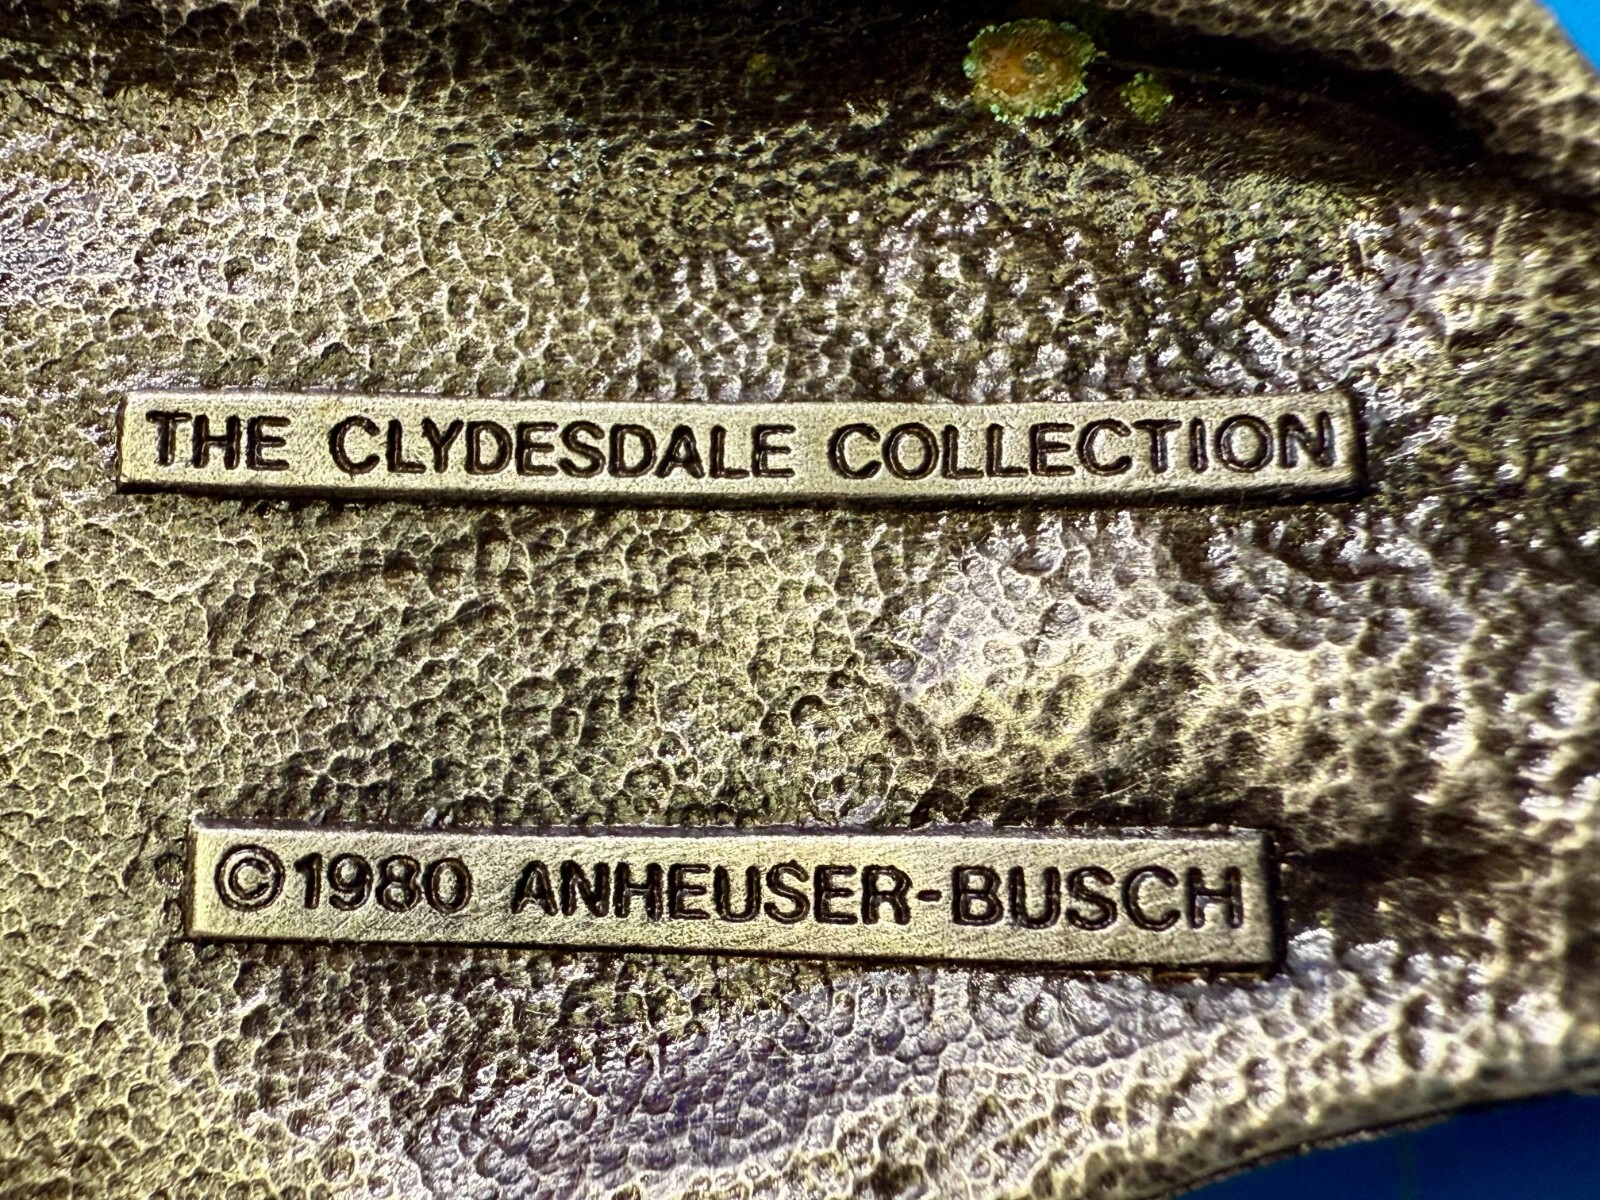 THE CLYDESDALE COLLECTION
©1980 ANHEUSER-BUSCH